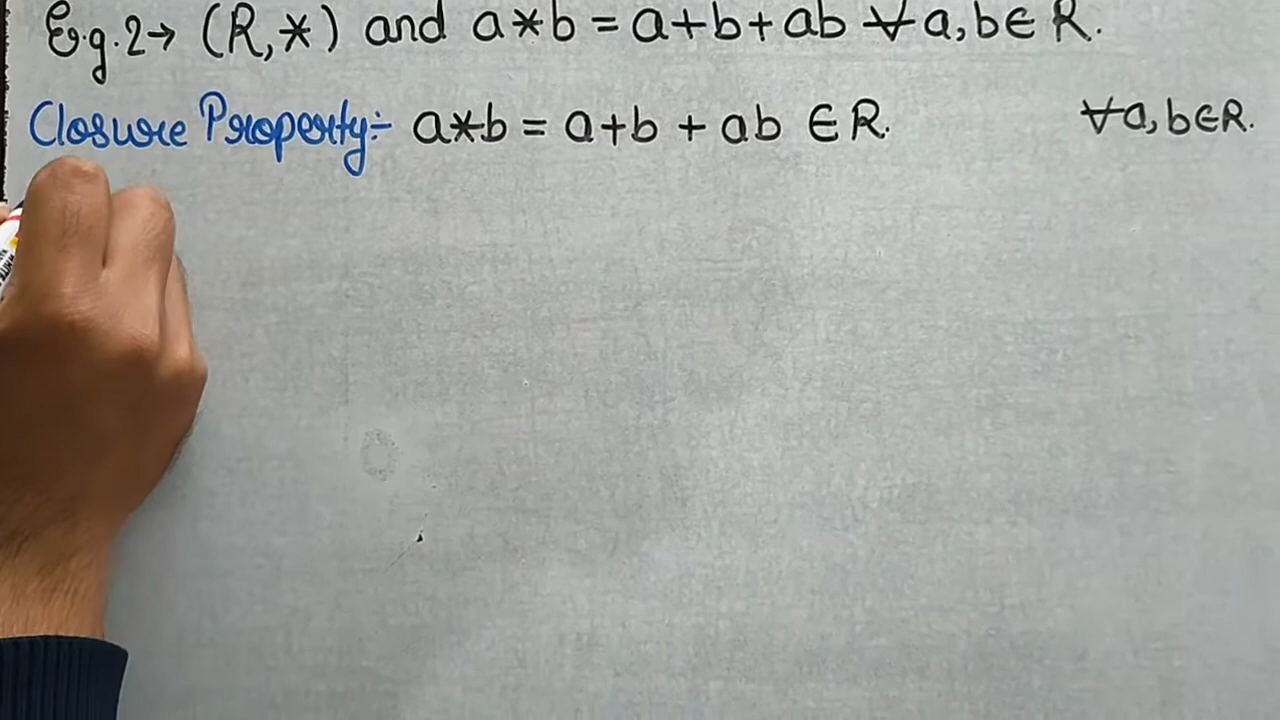 E.g.2→ (R,*) and a*b = a+b+ab ∀ a,b∈ R.
Closure Property:- a*b = a+b + ab ∈R. ∀a,b∈R.